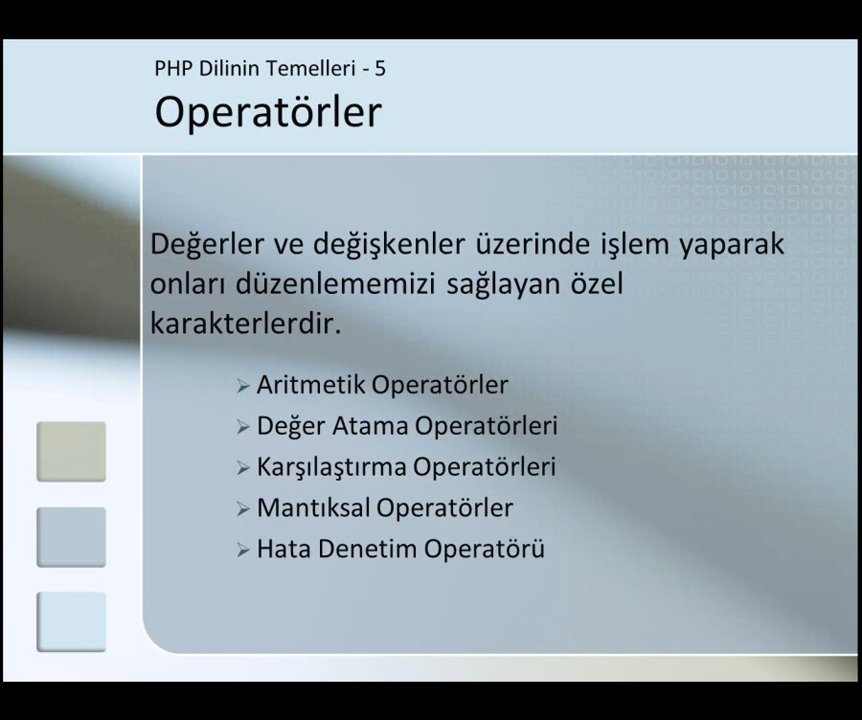 PHP Dilinin Temelleri - 5
Operatörler
Değerler ve değişkenler üzerinde işlem yaparak
onları düzenlememizi sağlayan özel
karakterlerdir.
Aritmetik Operatörler
Değer Atama Operatörleri
Karşılaştırma Operatörleri
Mantıksal Operatörler
Hata Denetim Operatörü